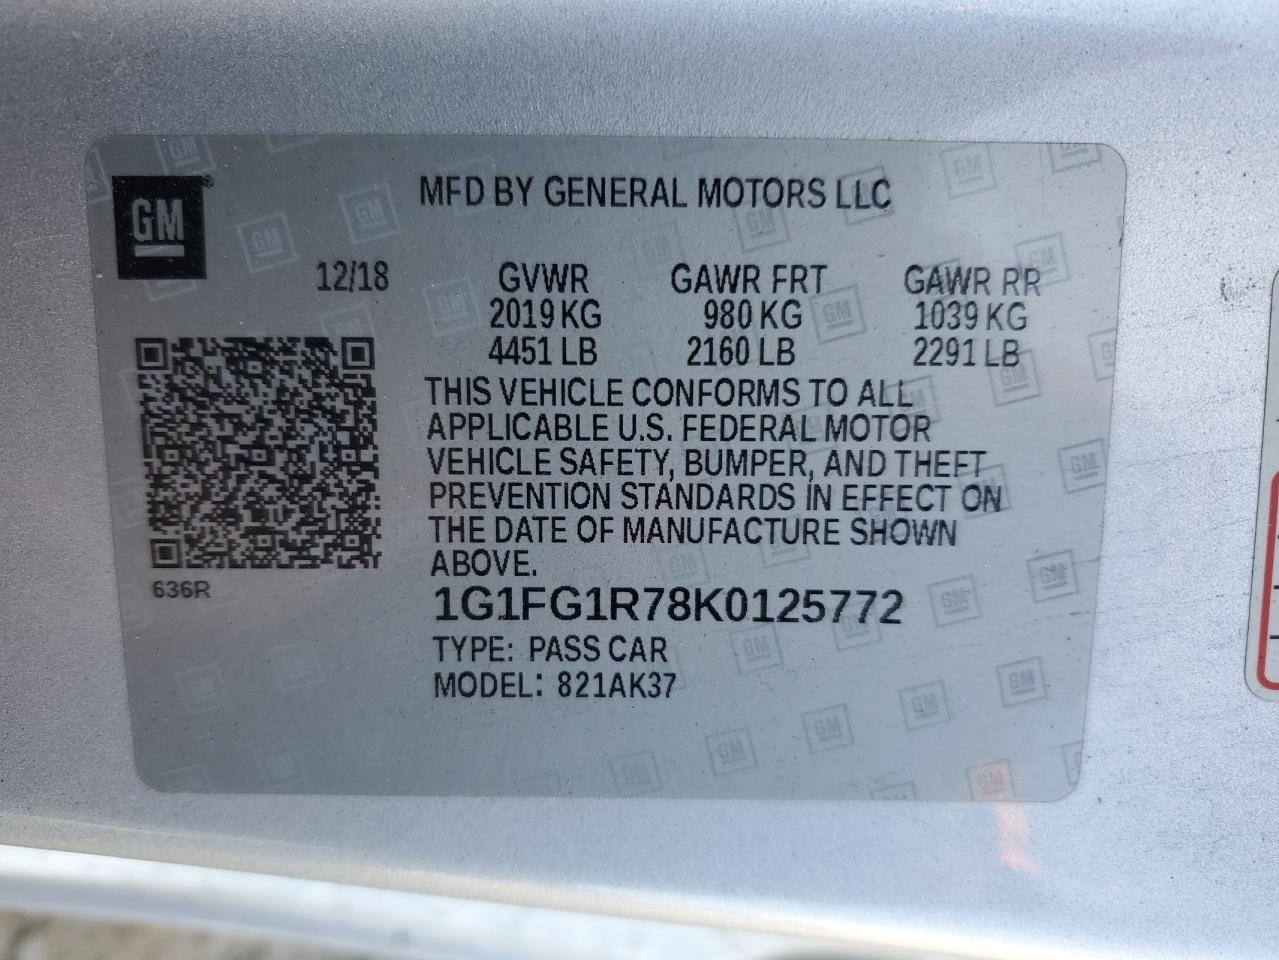 GM
MFD BY GENERAL MOTORS LLC
12/18 GVWR GAWR FRT GAWR RR
2019 KG 980 KG 1039 KG
4451 LB 2160 LB 2291 LB
THIS VEHICLE CONFORMS TO ALL
APPLICABLE U.S. FEDERAL MOTOR
VEHICLE SAFETY, BUMPER, AND THEFT
PREVENTION STANDARDS IN EFFECT ON
THE DATE OF MANUFACTURE SHOWN
ABOVE.
636R
1G1FG1R78K0125772
TYPE: PASS CAR
MODEL: 821AK37